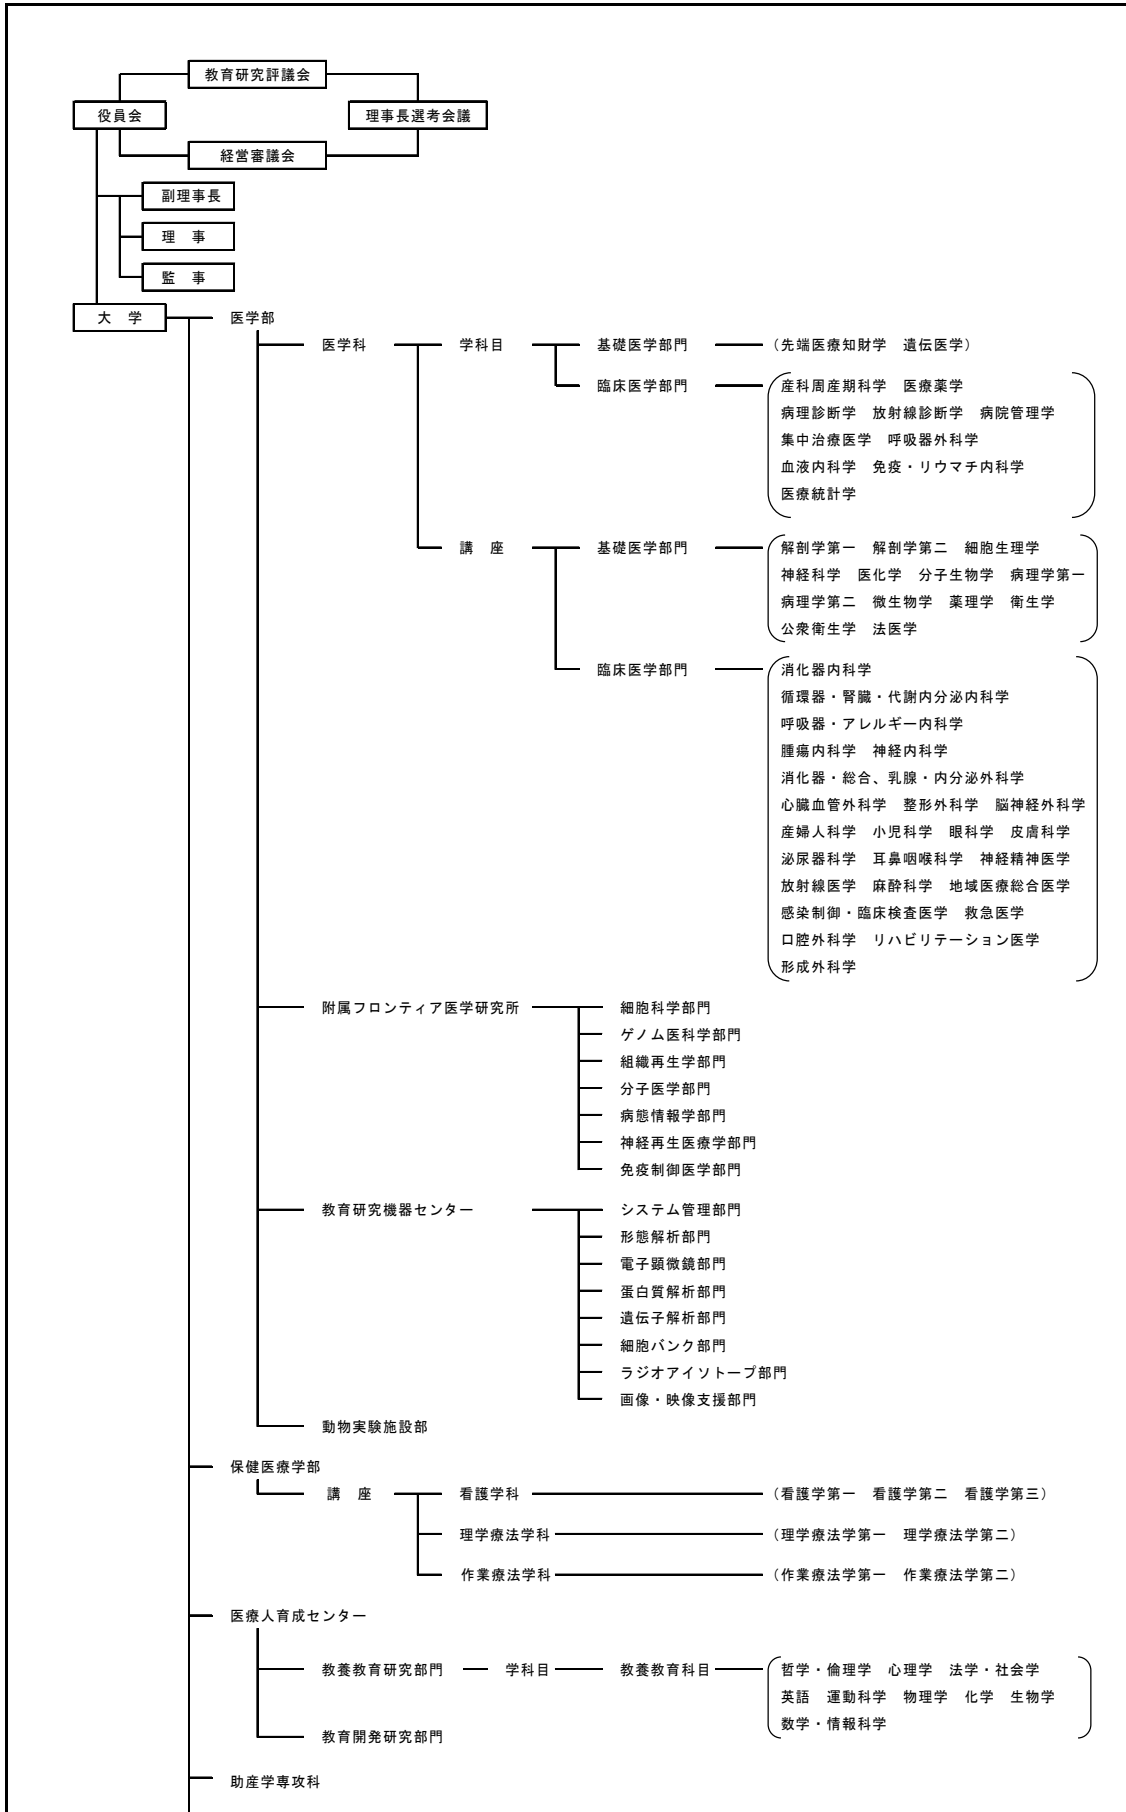 教育研究評議会
役員会
理事長選考会議
経営審議会
副理事長
理　事
監　事
大　学
医学部
医学科
学科目
基礎医学部門
（先端医療知財学　遺伝医学）
臨床医学部門
産科周産期科学　医療薬学
病理診断学　放射線診断学　病院管理学
集中治療医学　呼吸器外科学
血液内科学　免疫・リウマチ内科学
医療統計学
講　座
基礎医学部門
解剖学第一　解剖学第二　細胞生理学
神経科学　医化学　分子生物学　病理学第一
病理学第二　微生物学　薬理学　衛生学
公衆衛生学　法医学
臨床医学部門
消化器内科学
循環器・腎臓・代謝内分泌内科学
呼吸器・アレルギー内科学
腫瘍内科学　神経内科学
消化器・総合、乳腺・内分泌外科学
心臓血管外科学　整形外科学　脳神経外科学
産婦人科学　小児科学　眼科学　皮膚科学
泌尿器科学　耳鼻咽喉科学　神経精神医学
放射線医学　麻酔科学　地域医療総合医学
感染制御・臨床検査医学　救急医学
口腔外科学　リハビリテーション医学
形成外科学
附属フロンティア医学研究所
細胞科学部門
ゲノム医科学部門
組織再生学部門
分子医学部門
病態情報学部門
神経再生医療学部門
免疫制御医学部門
教育研究機器センター
システム管理部門
形態解析部門
電子顕微鏡部門
蛋白質解析部門
遺伝子解析部門
細胞バンク部門
ラジオアイソトープ部門
画像・映像支援部門
動物実験施設部
保健医療学部
講　座
看護学科
（看護学第一　看護学第二　看護学第三）
理学療法学科
（理学療法学第一　理学療法学第二）
作業療法学科
（作業療法学第一　作業療法学第二）
医療人育成センター
教養教育研究部門
学科目
教養教育科目
哲学・倫理学　心理学　法学・社会学
英語　運動科学　物理学　化学　生物学
数学・情報科学
教育開発研究部門
助産学専攻科